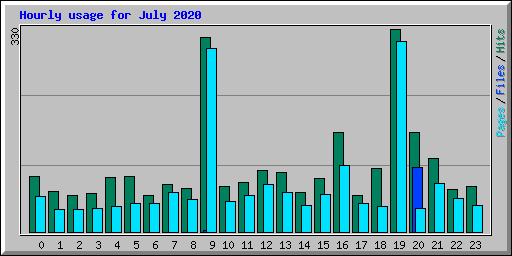 Hourly usage for July 2020
330
Pages / Files / Hits
0 1 2 3 4 5 6 7 8 9 10 11 12 13 14 15 16 17 18 19 20 21 22 23